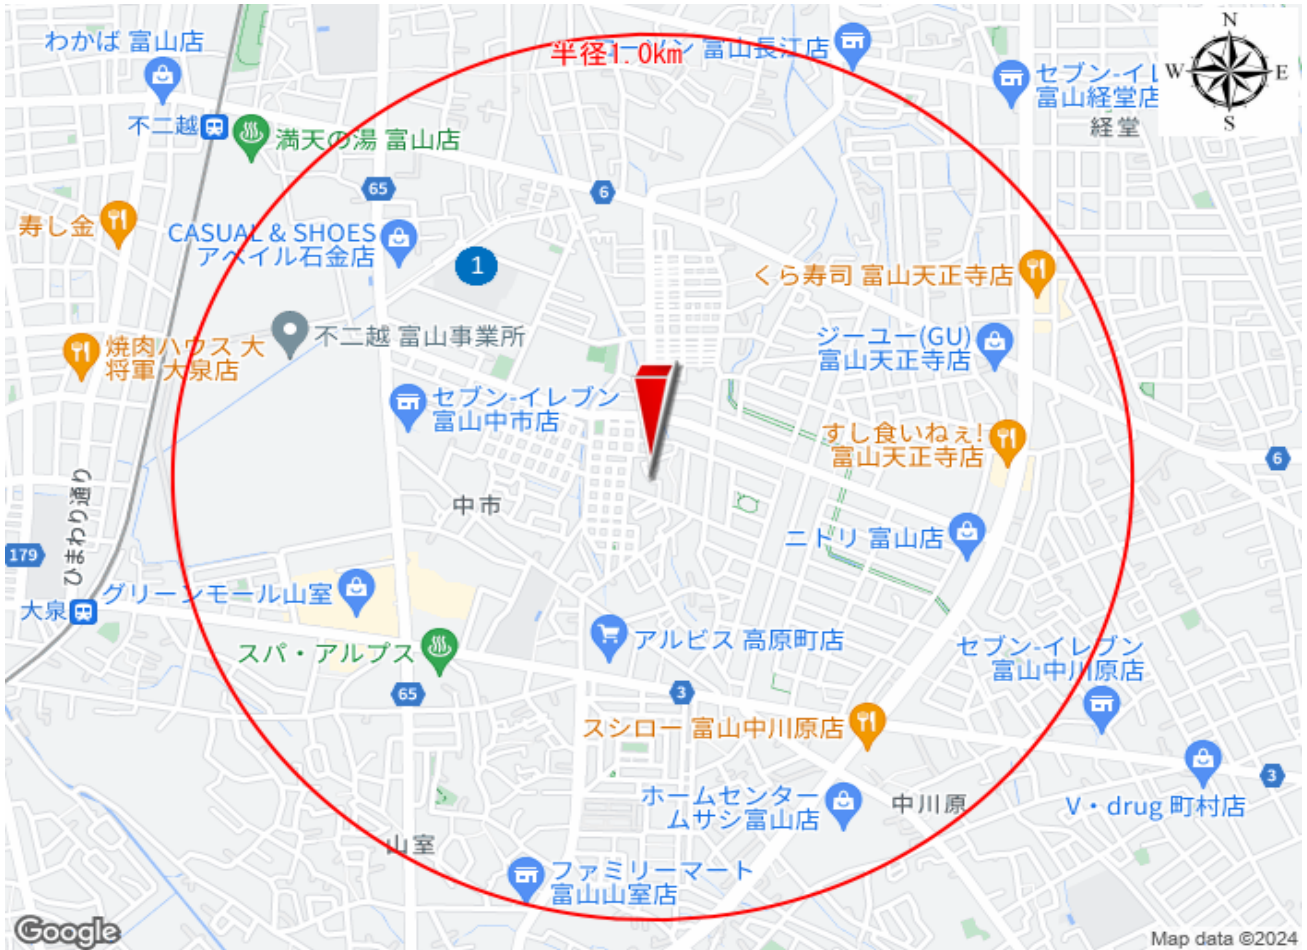 わかば 富山店
半径1.0km
富山長江店
N
W
E
S
セブン-イレ
富山経堂店
経堂
不二越
満天の湯 富山店
65
6
寿し金
CASUAL & SHOES
アベイル石金店
1
くら寿司 富山天正寺店
不二越 富山事業所
ジーユー(GU)
富山天正寺店
焼肉ハウス 大
将軍 大泉店
セブン-イレブン
富山中市店
すし食いねぇ!
富山天正寺店
6
ひまわり通り
中市
ニトリ 富山店
179
グリーンモール山室
大泉
スパ・アルプス
アルビス 高原町店
セブン-イレブン
富山中川原店
65
3
スシロー 富山中川原店
3
ホームセンター
ムサシ富山店
中川原
V・drug 町村店
山室
ファミリーマート
富山山室店
Google
Map data ©2024